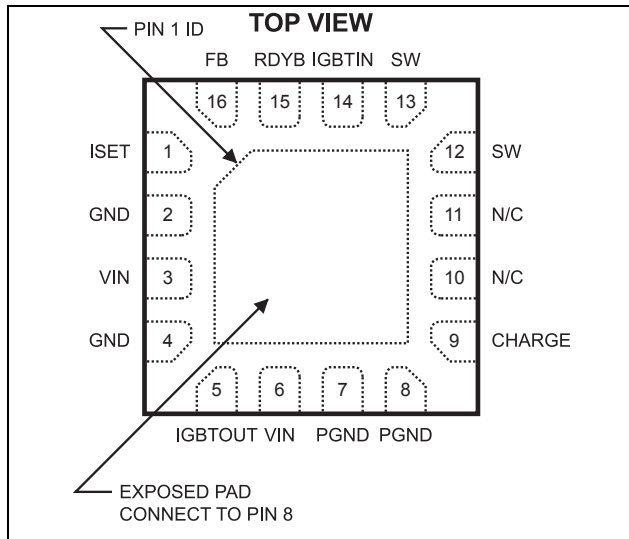 TOP VIEW
PIN 1 ID
FB RDYB IGBTIN SW
16 15 14 13
ISET 1 12 SW
GND 2 11 N/C
VIN 3 10 N/C
GND 4 9 CHARGE
5 6 7 8
IGBTOUT VIN PGND PGND
EXPOSED PAD
CONNECT TO PIN 8